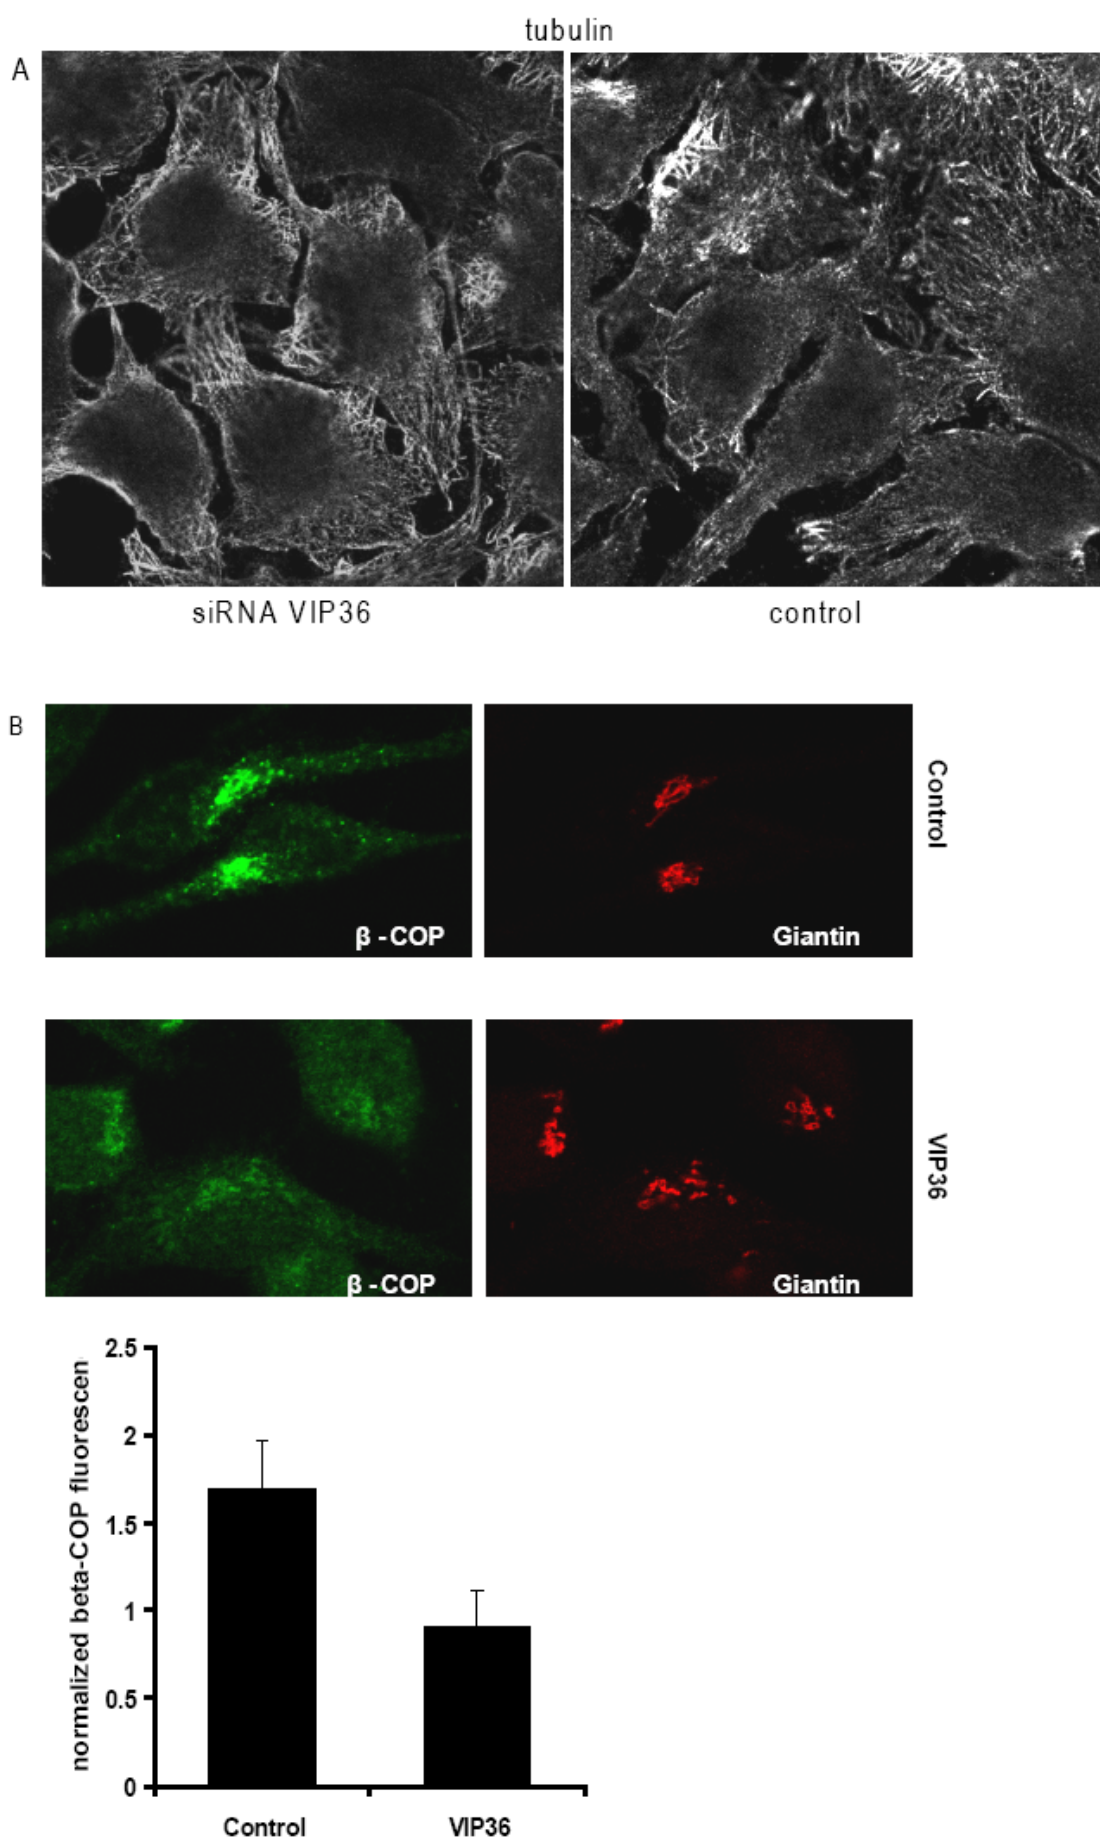 tubulin
A
siRNA VIP36
control
B
β-COP
Giantin
Control
β-COP
Giantin
VIP36
normalized beta-COP fluorescen
2.5
2
1.5
1
0.5
0
Control
VIP36